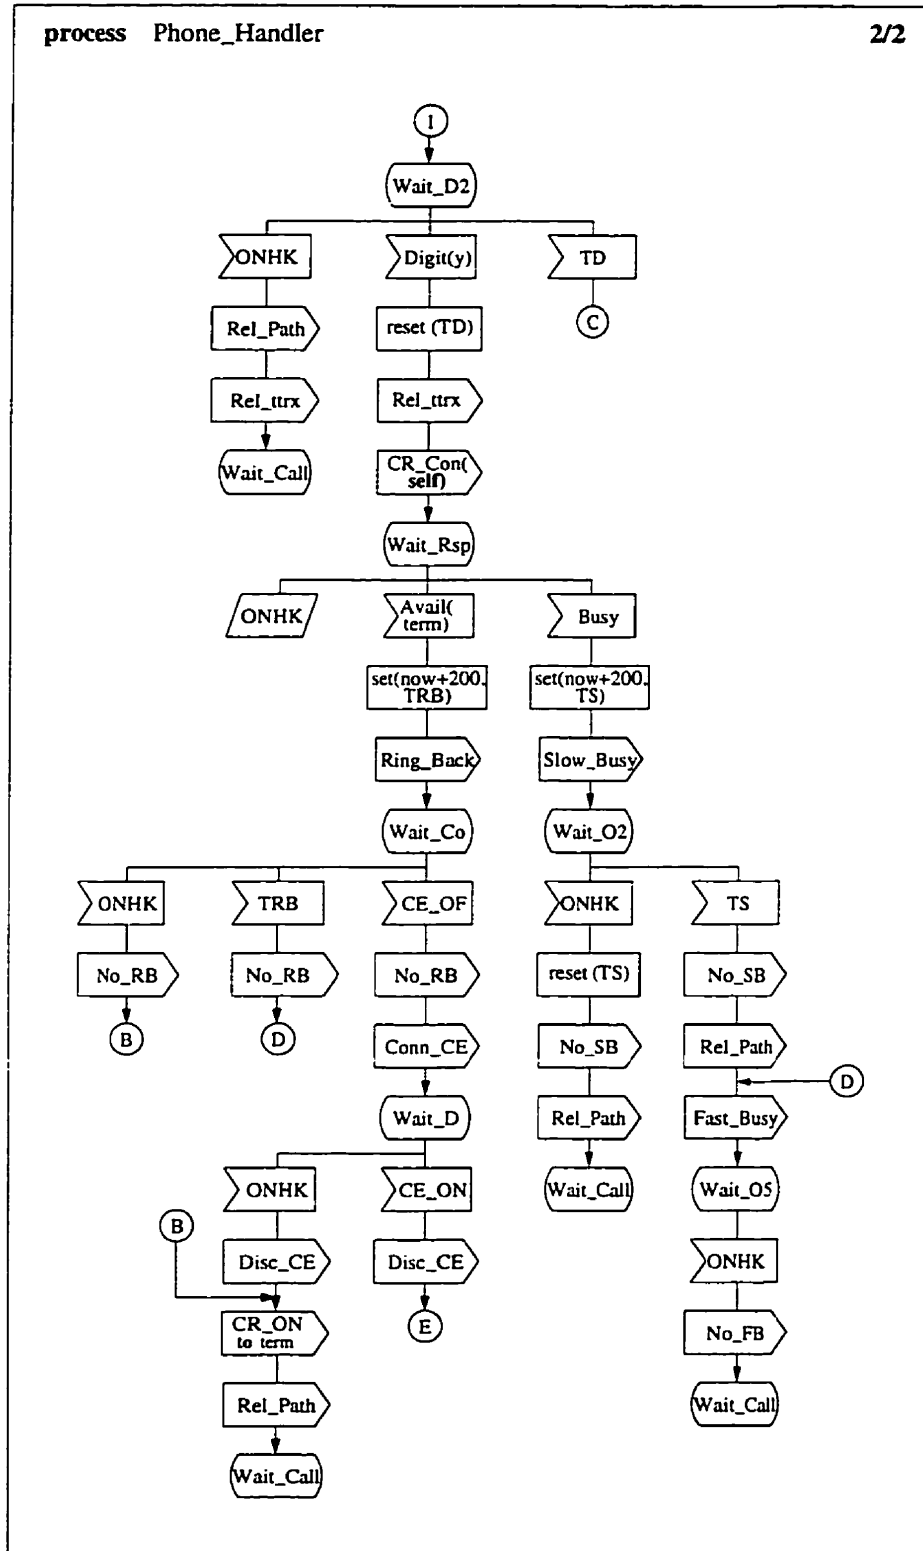 process Phone_Handler 2/2
1
Wait_D2
ONHK Digit(y) TD
Rel_Path reset (TD) C
Rel_ttrx Rel_ttrx
Wait_Call CR_Con(
self)
Wait_Rsp
ONHK Avail( Busy
term)
set(now+200, set(now+200,
TRB) TS)
Ring_Back Slow_Busy
Wait_Co Wait_O2
ONHK TRB CE_OF ONHK TS
No_RB No_RB No_RB reset (TS) No_SB
B D Conn_CE No_SB Rel_Path
D
Wait_D Rel_Path Fast_Busy
ONHK CE_ON Wait_Call Wait_O5
B
Disc_CE Disc_CE ONHK
CR_ON E No_FB
to term
Rel_Path Wait_Call
Wait_Call